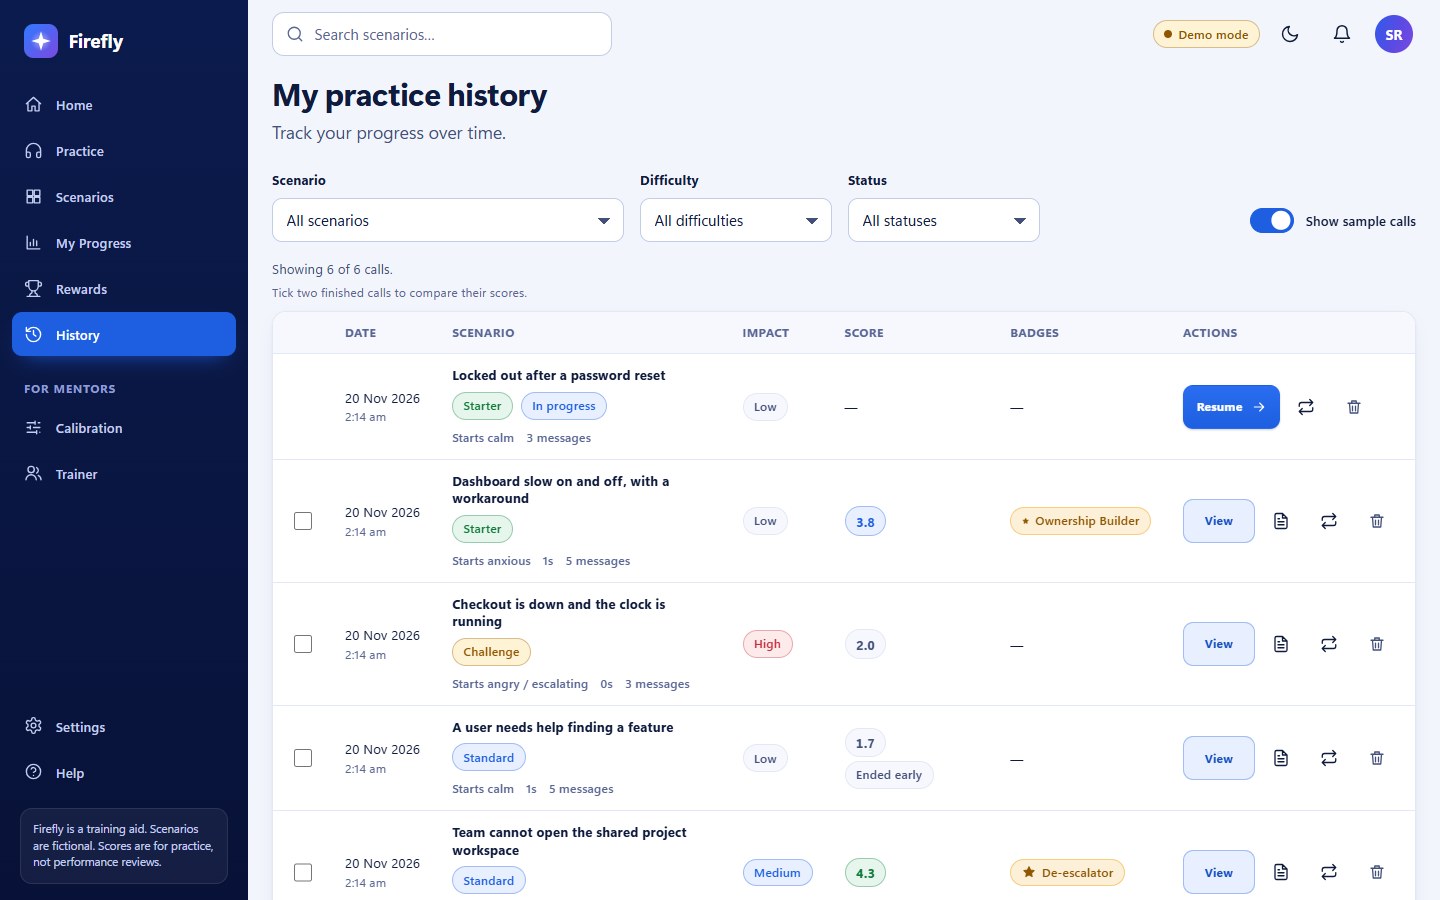 Firefly
Home
Practice
Scenarios
My Progress
Rewards
History
FOR MENTORS
Calibration
Trainer
Settings
Help
Firefly is a training aid. Scenarios
are fictional. Scores are for practice,
not performance reviews.
Search scenarios...
Demo mode
SR
My practice history
Track your progress over time.
Scenario
Difficulty
Status
All scenarios
All difficulties
All statuses
Show sample calls
Showing 6 of 6 calls.
Tick two finished calls to compare their scores.
DATE SCENARIO IMPACT SCORE BADGES ACTIONS
20 Nov 2026
2:14 am
Locked out after a password reset
Starter In progress
Starts calm 3 messages
Low
—
—
Resume
20 Nov 2026
2:14 am
Dashboard slow on and off, with a
workaround
Starter
Starts anxious 1s 5 messages
Low
3.8
Ownership Builder
View
20 Nov 2026
2:14 am
Checkout is down and the clock is
running
Challenge
Starts angry / escalating 0s 3 messages
High
2.0
—
View
20 Nov 2026
2:14 am
A user needs help finding a feature
Standard
Starts calm 1s 5 messages
Low
1.7
Ended early
—
View
20 Nov 2026
2:14 am
Team cannot open the shared project
workspace
Standard
Medium
4.3
De-escalator
View